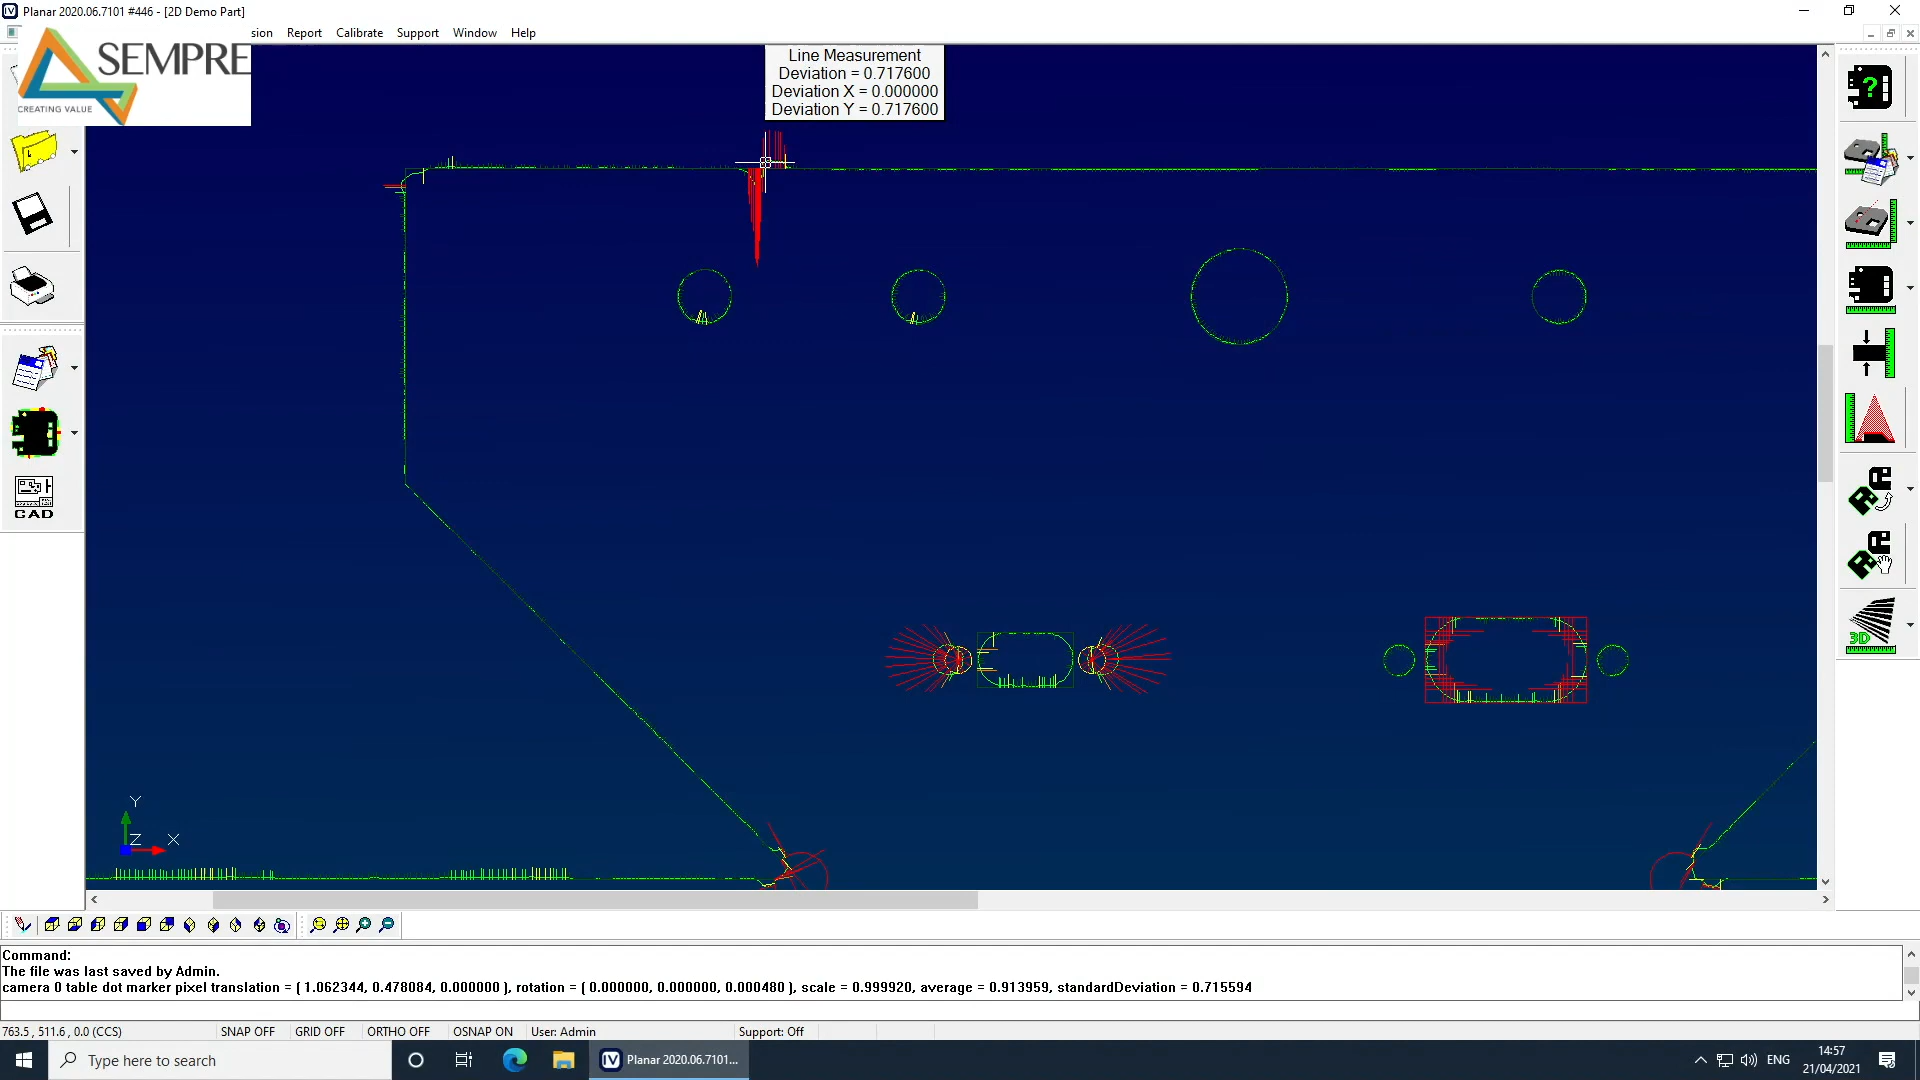 Planar 2020.06.7101 #446 - [2D Demo Part]
SEMPRE
CREATING VALUE
sion Report Calibrate Support Window Help
Line Measurement
Deviation = 0.717600
Deviation X = 0.000000
Deviation Y = 0.717600
?
CAD
3D
Y
Z X
Command:
The file was last saved by Admin.
camera 0 table dot marker pixel translation = ( 1.062344, 0.478084, 0.000000 ), rotation = ( 0.000000, 0.000000, 0.000480 ), scale = 0.999920, average = 0.913959, standardDeviation = 0.715594
763.5 , 511.6 , 0.0 (CCS) SNAP OFF GRID OFF ORTHO OFF OSNAP ON User: Admin Support: Off
Type here to search
IV Planar 2020.06.7101...
ENG
14:57
21/04/2021